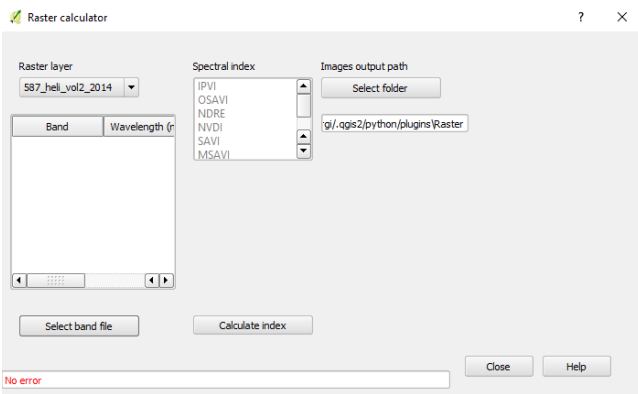 Raster calculator
? X
Raster layer
Spectral index
Images output path
587_heli_vol2_2014
Select folder
IPVI
OSAVI
NDRE
NVDI
SAVI
MSAVI
Band
Wavelength (r
gi/.qgis2/python/plugins\Raster
Select band file
Calculate index
Close
Help
No error